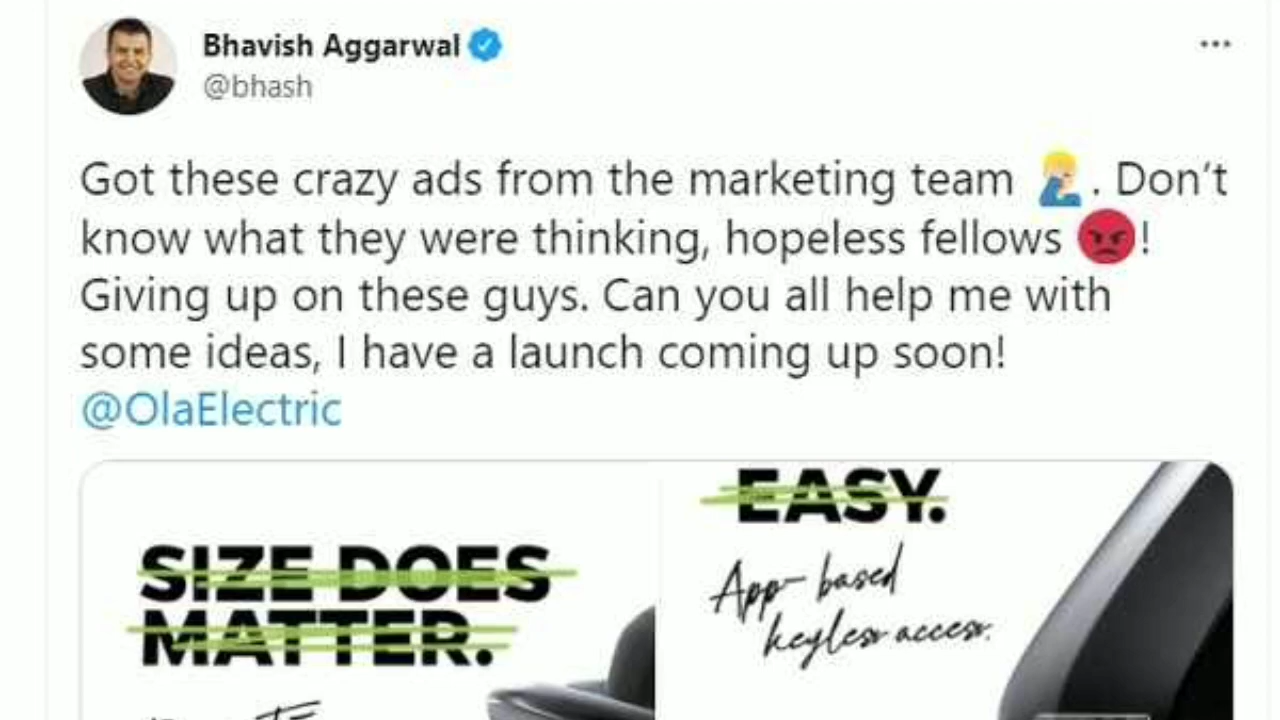 Bhavish Aggarwal
@bhash
Got these crazy ads from the marketing team 🤦🏼‍♂️. Don't
know what they were thinking, hopeless fellows 😡!
Giving up on these guys. Can you all help me with
some ideas, I have a launch coming up soon!
@OlaElectric
SIZE DOES
MATTER.
EASY.
App-based
keyless access.